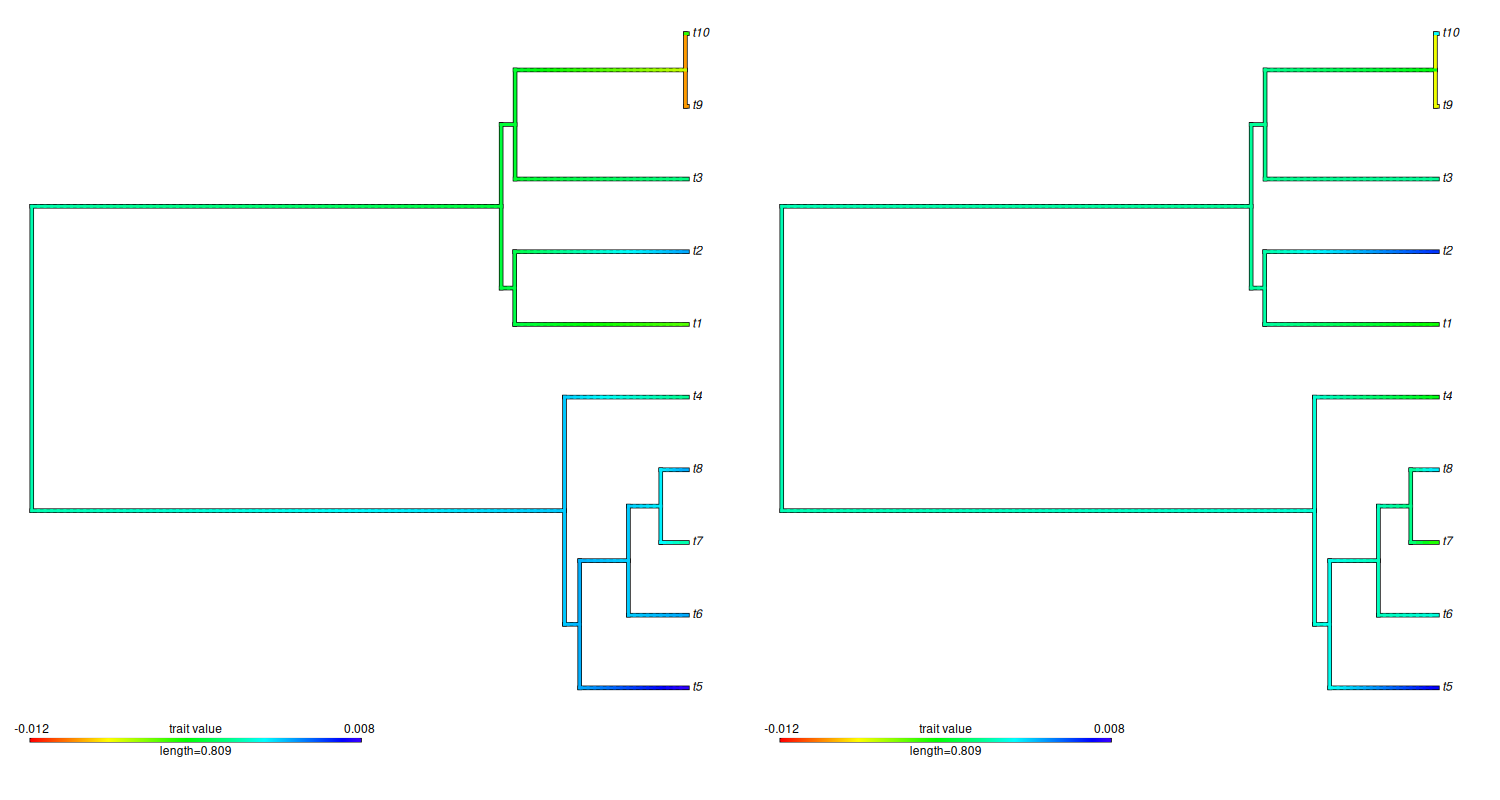 t10
t9
t3
t2
t1
t4
t8
t7
t6
t5
-0.012 trait value 0.008
length=0.809
t10
t9
t3
t2
t1
t4
t8
t7
t6
t5
-0.012 trait value 0.008
length=0.809